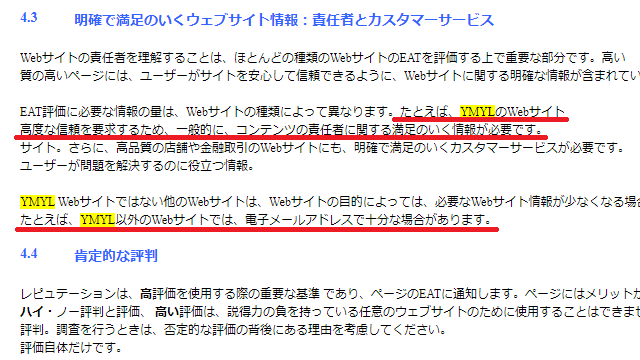 4.3 明確で満足のいくウェブサイト情報：責任者とカスタマーサービス
Webサイトの責任者を理解することは、ほとんどの種類のWebサイトのEATを評価する上で重要な部分です。高い
質の高いページには、ユーザーがサイトを安心して信頼できるように、Webサイトに関する明確な情報が含まれてい
EAT評価に必要な情報の量は、Webサイトの種類によって異なります。たとえば、YMYLのWebサイト
高度な信頼を要求するため、一般的に、コンテンツの責任者に関する満足のいく情報が必要です。
サイト。さらに、高品質の店舗や金融取引のWebサイトにも、明確で満足のいくカスタマーサービスが必要です。
ユーザーが問題を解決するのに役立つ情報。
YMYL Webサイトではない他のWebサイトは、Webサイトの目的によっては、必要なWebサイト情報が少なくなる場合
たとえば、YMYL以外のWebサイトでは、電子メールアドレスで十分な場合があります。
4.4 肯定的な評判
レピュテーションは、高評価を使用する際の重要な基準 であり、ページのEATに通知します。ページにはメリットが
ハイ・ノー評判と評価、 高い評価は、説得力の負を持っている任意のウェブサイトのために使用することはできませ
評判。調査を行うときは、否定的な評価の背後にある理由を考慮してください。
評価自体だけです。